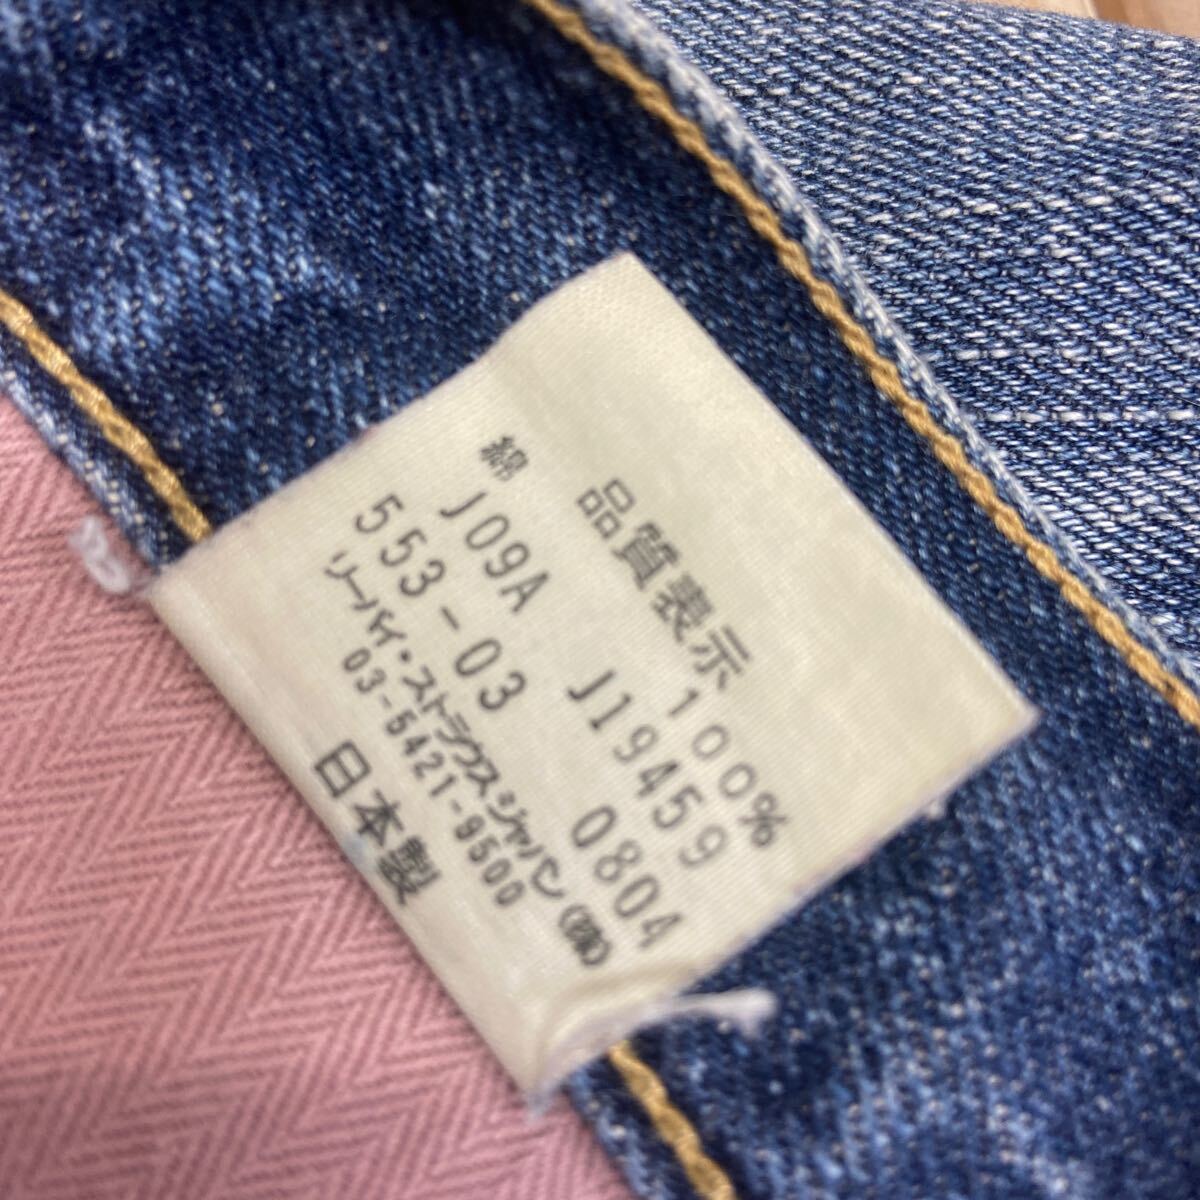 品質表示
綿 100%
J09A J19459
553-03 0804
リーバイ・ストラウス ジャパン(株)
03-5421-9500
日本製